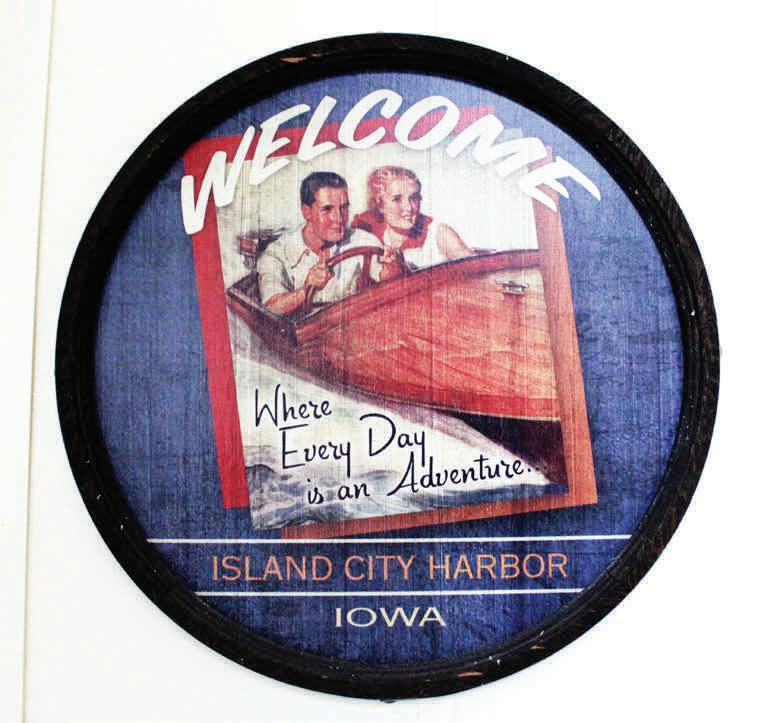 WELCOME
Where
Every Day
is an Adventure...
ISLAND CITY HARBOR
IOWA